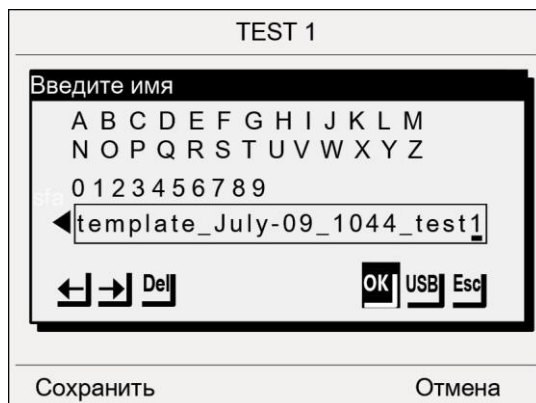 TEST 1
Введите имя
A B C D E F G H I J K L M
N O P Q R S T U V W X Y Z
0 1 2 3 4 5 6 7 8 9
sfa
template_July-09_1044_test1
Del OK USB Esc
Сохранить Отмена